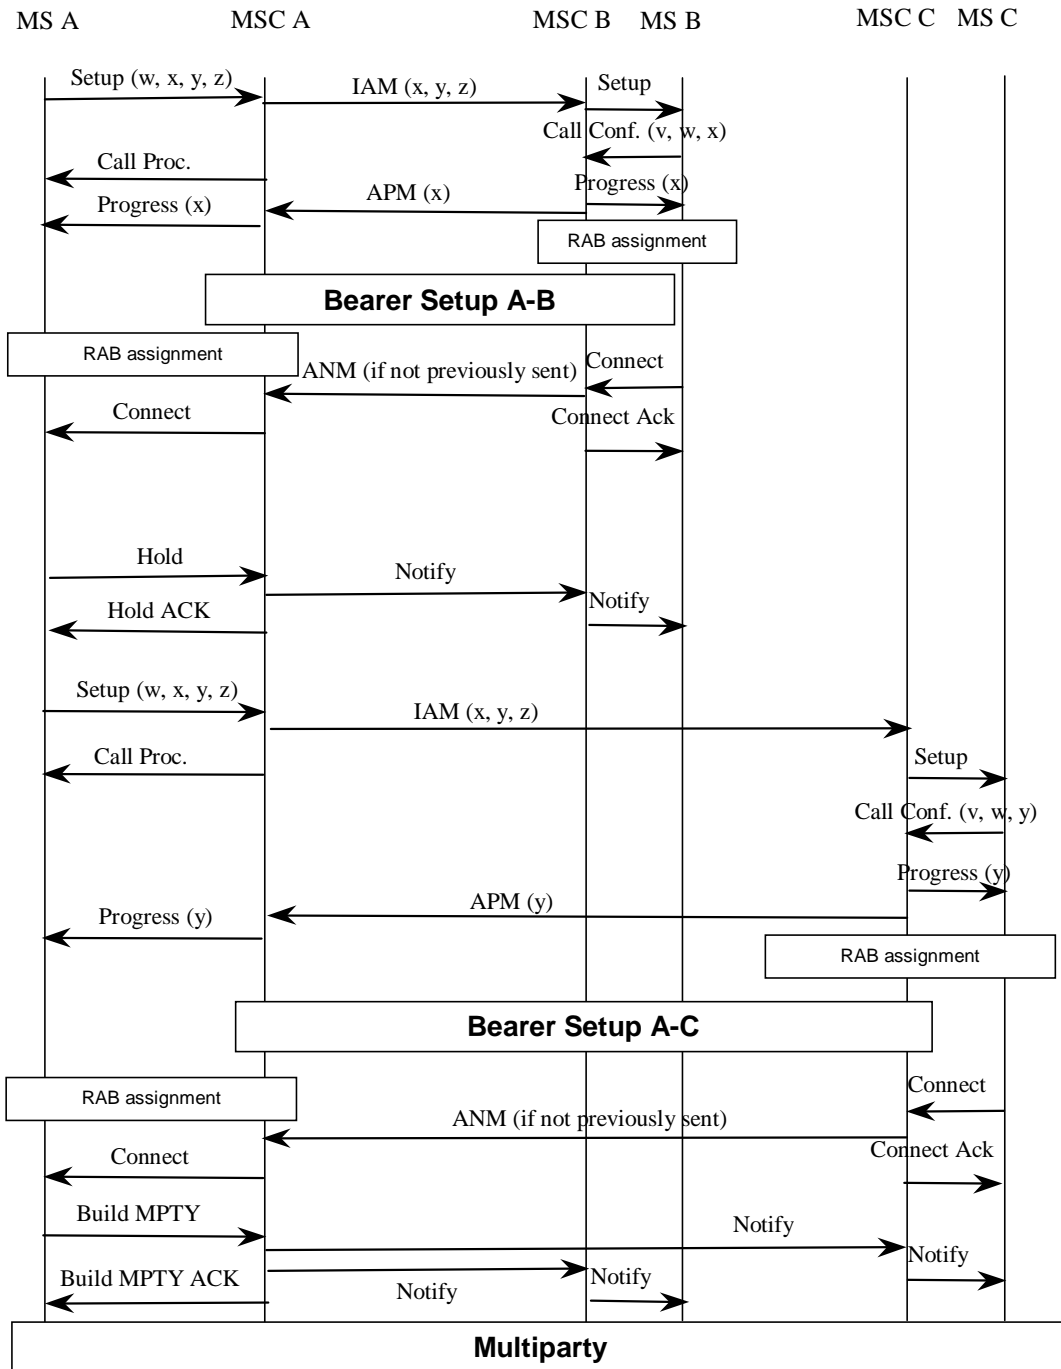 MS A MSC A MSC B MS B MSC C MS C
Setup (w, x, y, z)
IAM (x, y, z)
Setup
Call Conf. (v, w, x)
Call Proc.
Progress (x)
APM (x)
Progress (x)
RAB assignment
Bearer Setup A-B
RAB assignment
Connect
ANM (if not previously sent)
Connect
Connect Ack
Hold
Notify
Notify
Hold ACK
Setup (w, x, y, z)
IAM (x, y, z)
Call Proc.
Setup
Call Conf. (v, w, y)
Progress (y)
APM (y)
Progress (y)
RAB assignment
Bearer Setup A-C
RAB assignment
Connect
ANM (if not previously sent)
Connect Ack
Connect
Build MPTY
Notify
Notify
Build MPTY ACK
Notify
Notify
Multiparty